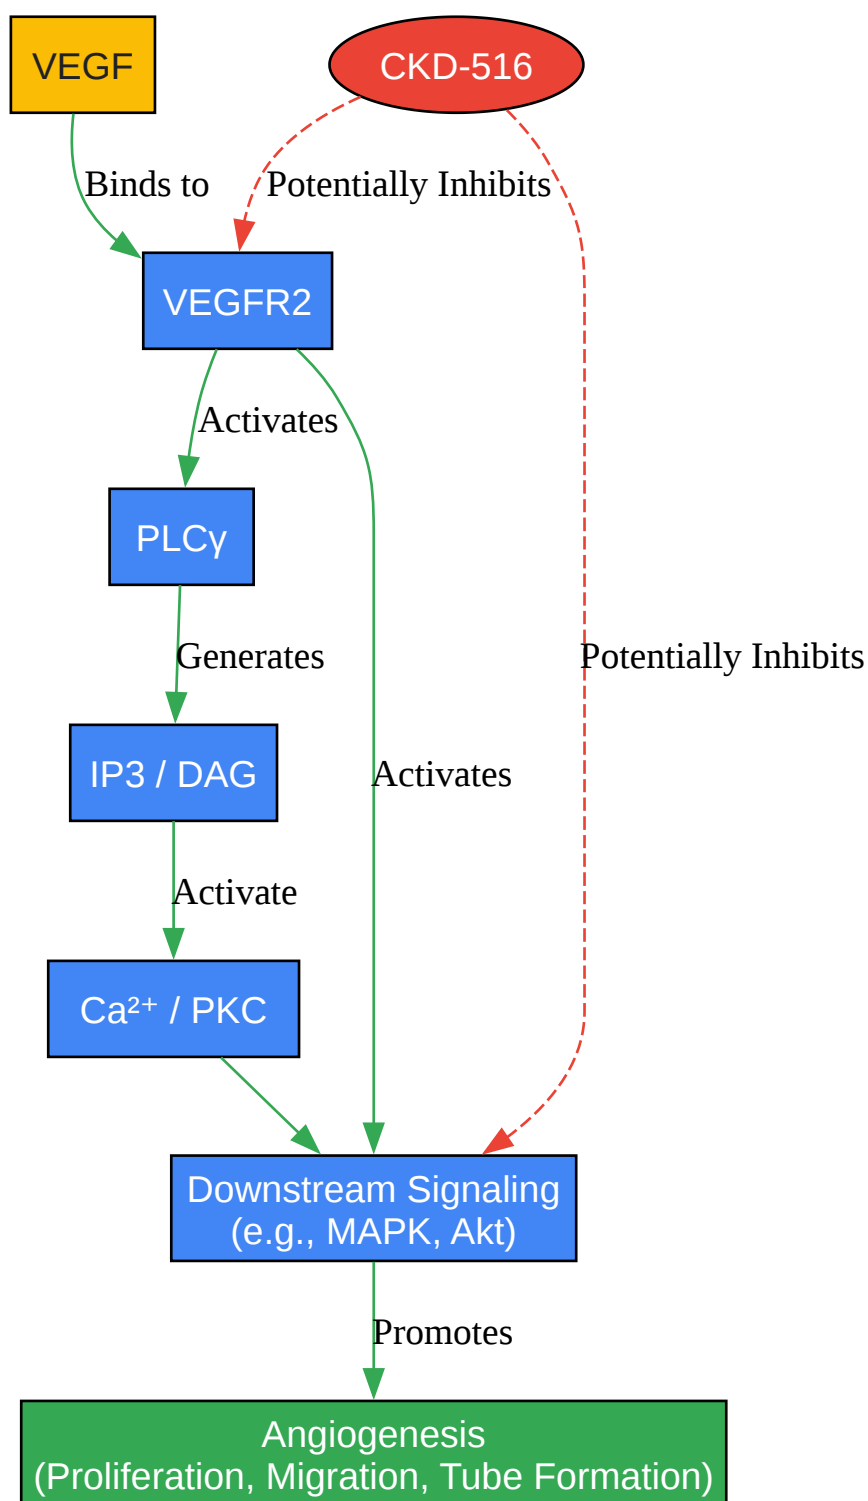 VEGF
CKD-516
Binds to
Potentially Inhibits
VEGFR2
Activates
PLCγ
Generates
Potentially Inhibits
IP3 / DAG
Activates
Activate
Ca²⁺ / PKC
Downstream Signaling
(e.g., MAPK, Akt)
Promotes
Angiogenesis
(Proliferation, Migration, Tube Formation)